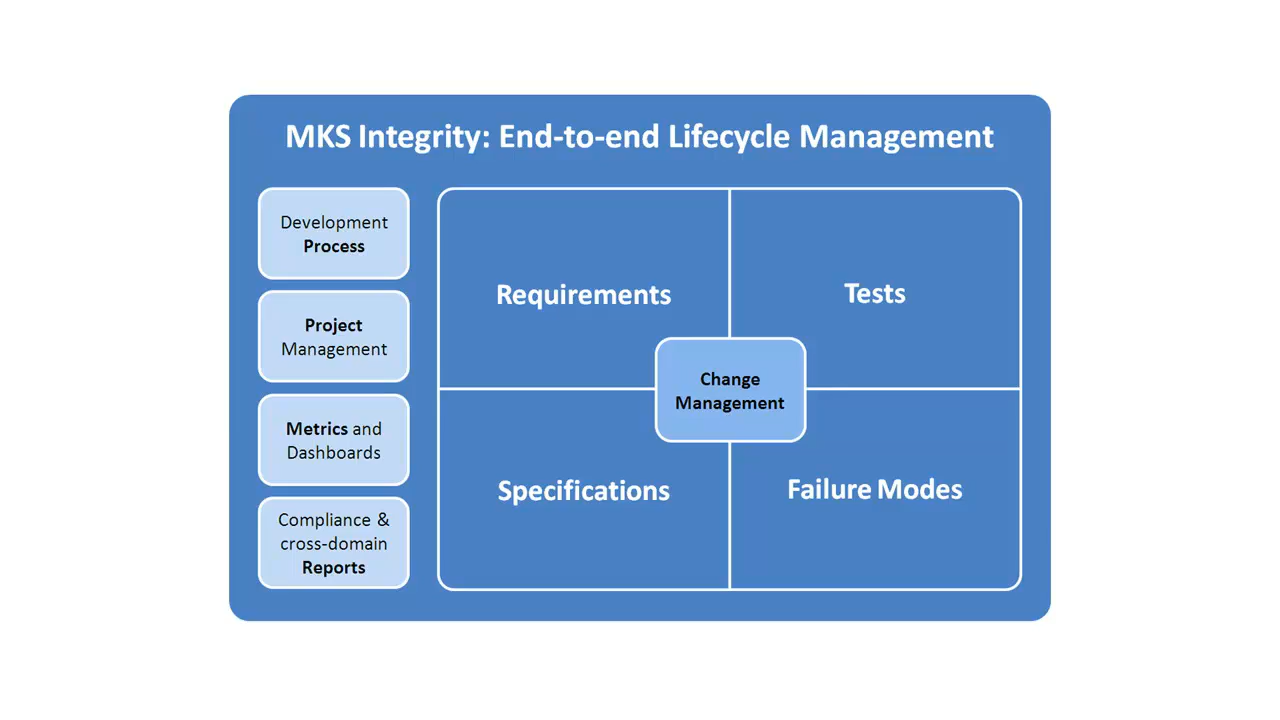 MKS Integrity: End-to-end Lifecycle Management
Development
Process
Project
Management
Metrics and
Dashboards
Compliance &
cross-domain
Reports
Requirements
Tests
Change
Management
Specifications
Failure Modes